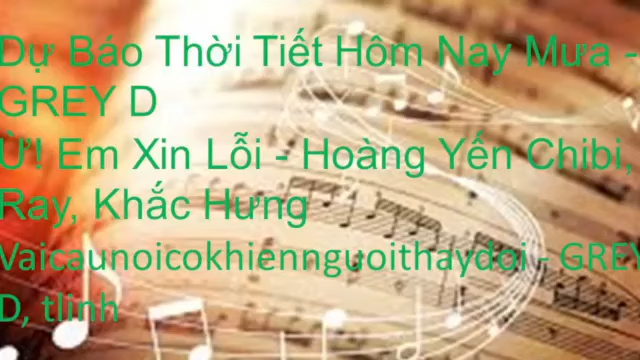 Dự Báo Thời Tiết Hôm Nay Mưa -
GREY D
Ừ! Em Xin Lỗi - Hoàng Yến Chibi,
Ray, Khắc Hưng
Vaicaunoicokhiennguoithaydoi - GREY
D, tlinh